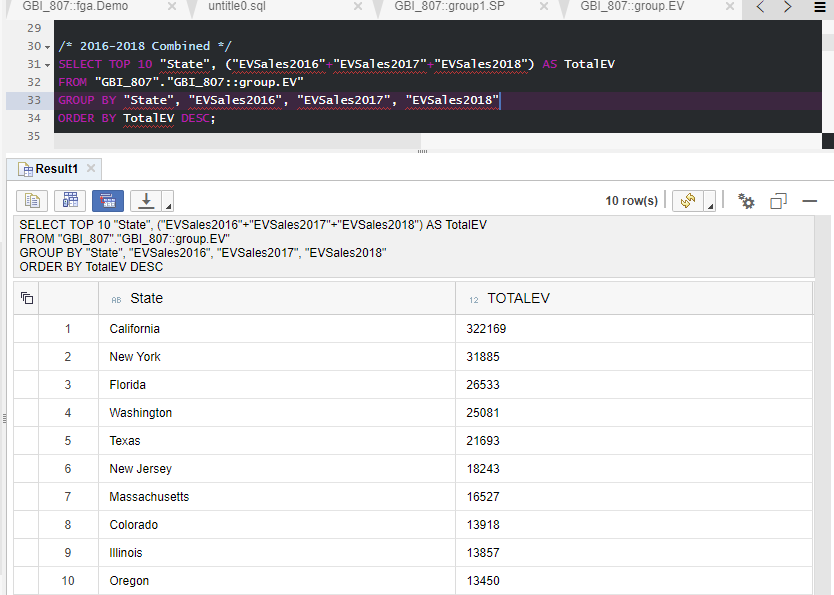 GBI_807::fga.Demo × untitle0.sql × GBI_807::group1.SP × GBI_807::group.EV ×
29
30 /* 2016-2018 Combined */
31 SELECT TOP 10 "State", ("EVSales2016"+"EVSales2017"+"EVSales2018") AS TotalEV
32 FROM "GBI_807"."GBI_807::group.EV"
33 GROUP BY "State", "EVSales2016", "EVSales2017", "EVSales2018"
34 ORDER BY TotalEV DESC;
35
Result1 ×
10 row(s)
SELECT TOP 10 "State", ("EVSales2016"+"EVSales2017"+"EVSales2018") AS TotalEV
FROM "GBI_807"."GBI_807::group.EV"
GROUP BY "State", "EVSales2016", "EVSales2017", "EVSales2018"
ORDER BY TotalEV DESC
AB State 12 TOTALEV
1 California 322169
2 New York 31885
3 Florida 26533
4 Washington 25081
5 Texas 21693
6 New Jersey 18243
7 Massachusetts 16527
8 Colorado 13918
9 Illinois 13857
10 Oregon 13450